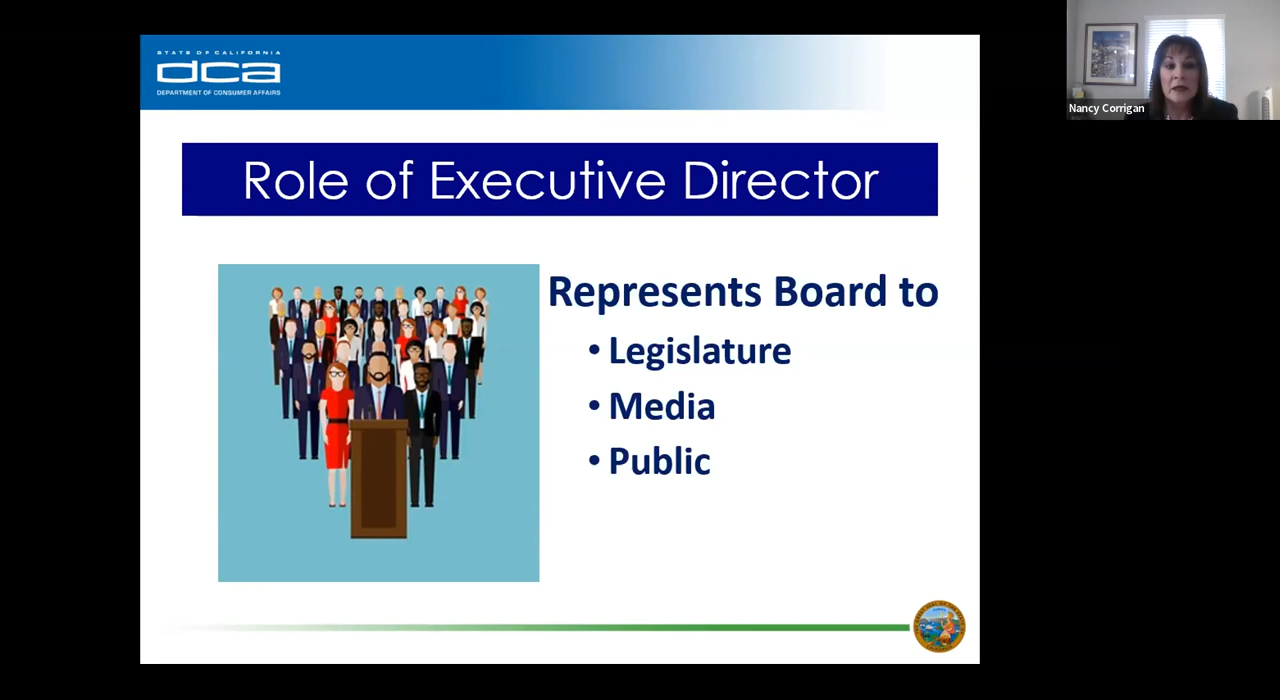 STATE OF CALIFORNIA
dca
DEPARTMENT OF CONSUMER AFFAIRS
Nancy Corrigan
Role of Executive Director
Represents Board to
• Legislature
• Media
• Public